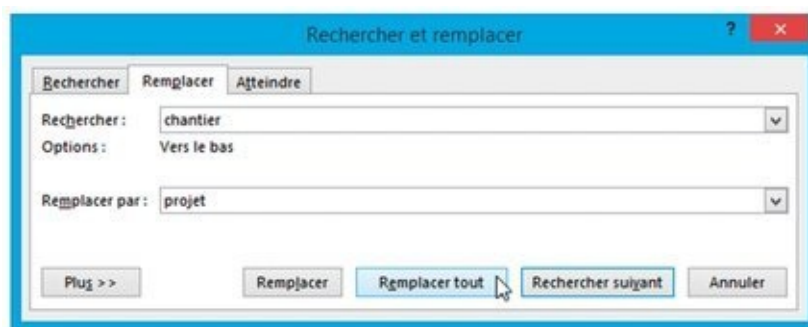 Rechercher et remplacer ?
Rechercher Remplacer Atteindre
Rechercher : chantier
Options : Vers le bas
Remplacer par : projet
Plus >> Remplacer Remplacer tout Rechercher suivant Annuler